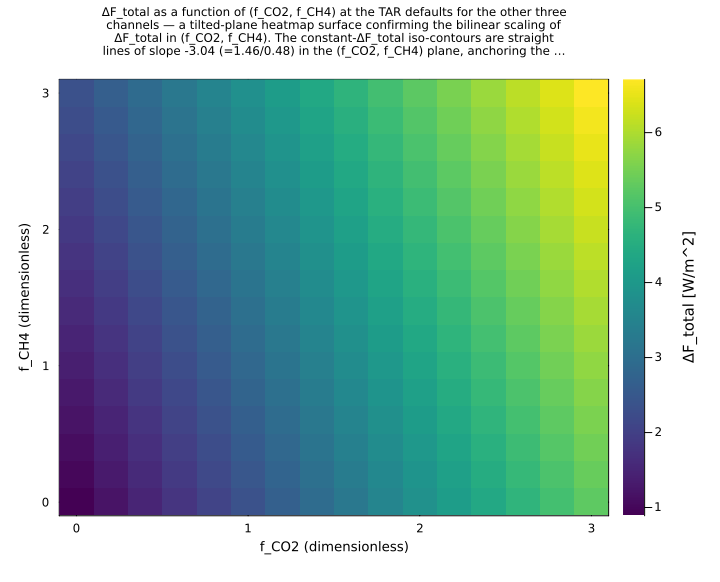 ΔF_total as a function of (f_CO2, f_CH4) at the TAR defaults for the other three
channels — a tilted-plane heatmap surface confirming the bilinear scaling of
ΔF_total in (f_CO2, f_CH4). The constant-ΔF_total iso-contours are straight
lines of slope -3.04 (=1.46/0.48) in the (f_CO2, f_CH4) plane, anchoring the ...
3
2
1
0
f_CH4 (dimensionless)
0 1 2 3
f_CO2 (dimensionless)
6
5
4
3
2
1
ΔF_total [W/m^2]